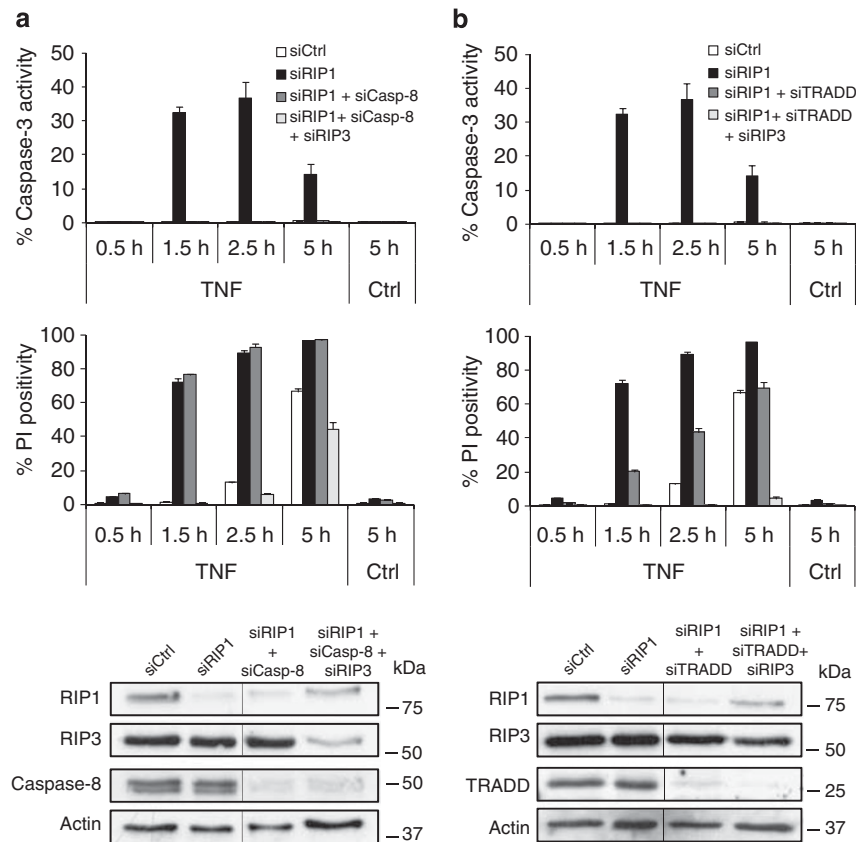 a
% Caspase-3 activity
50
40
30
20
10
0
siCtrl
siRIP1
siRIP1 + siCasp-8
siRIP1+ siCasp-8
+ siRIP3
0.5 h 1.5 h 2.5 h 5 h 5 h
TNF Ctrl
% PI positivity
100
80
60
40
20
0
0.5 h 1.5 h 2.5 h 5 h 5 h
TNF Ctrl
siCtrl
siRIP1
siRIP1
+
siCasp-8
siRIP1 +
siCasp-8 +
siRIP3
kDa
RIP1
75
RIP3
50
Caspase-8
50
Actin
37
b
% Caspase-3 activity
50
40
30
20
10
0
siCtrl
siRIP1
siRIP1 + siTRADD
siRIP1+ siTRADD
+ siRIP3
0.5 h 1.5 h 2.5 h 5 h 5 h
TNF Ctrl
% PI positivity
100
80
60
40
20
0
0.5 h 1.5 h 2.5 h 5 h 5 h
TNF Ctrl
siCtrl
siRIP1
siRIP1
+
siTRADD
siRIP1 +
siTRADD+
siRIP3
kDa
RIP1
75
RIP3
50
TRADD
25
Actin
37